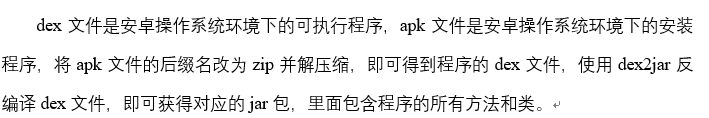 dex 文件是安卓操作系统环境下的可执行程序，apk 文件是安卓操作系统环境下的安装
程序，将 apk 文件的后缀名改为 zip 并解压缩，即可得到程序的 dex 文件，使用 dex2jar 反
编译 dex 文件，即可获得对应的 jar 包，里面包含程序的所有方法和类。